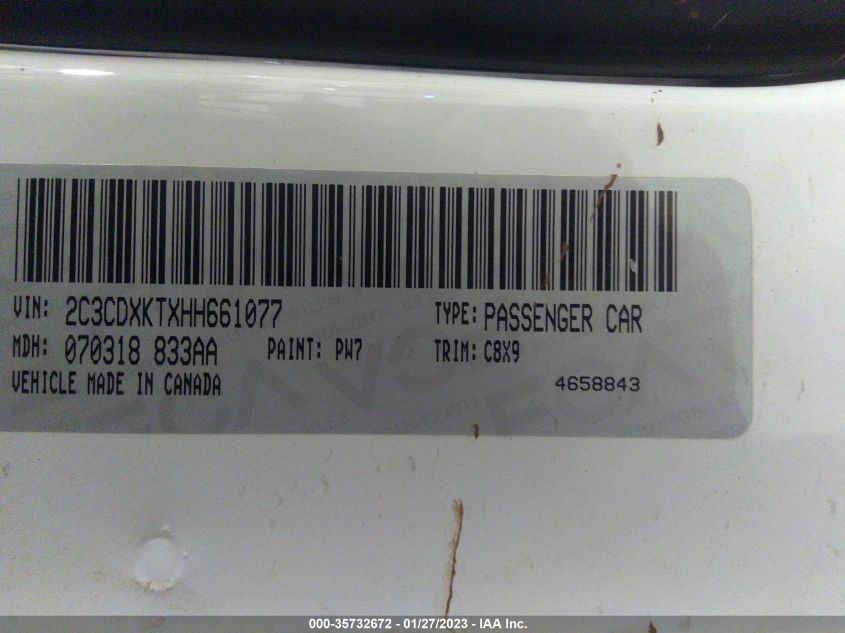 VIN: 2C3CDXKTXHH661077 TYPE: PASSENGER CAR
MDH: 070318 833AA PAINT: PW7 TRIM: C8X9
VEHICLE MADE IN CANADA 4658843
000-35732672 - 01/27/2023 - IAA Inc.